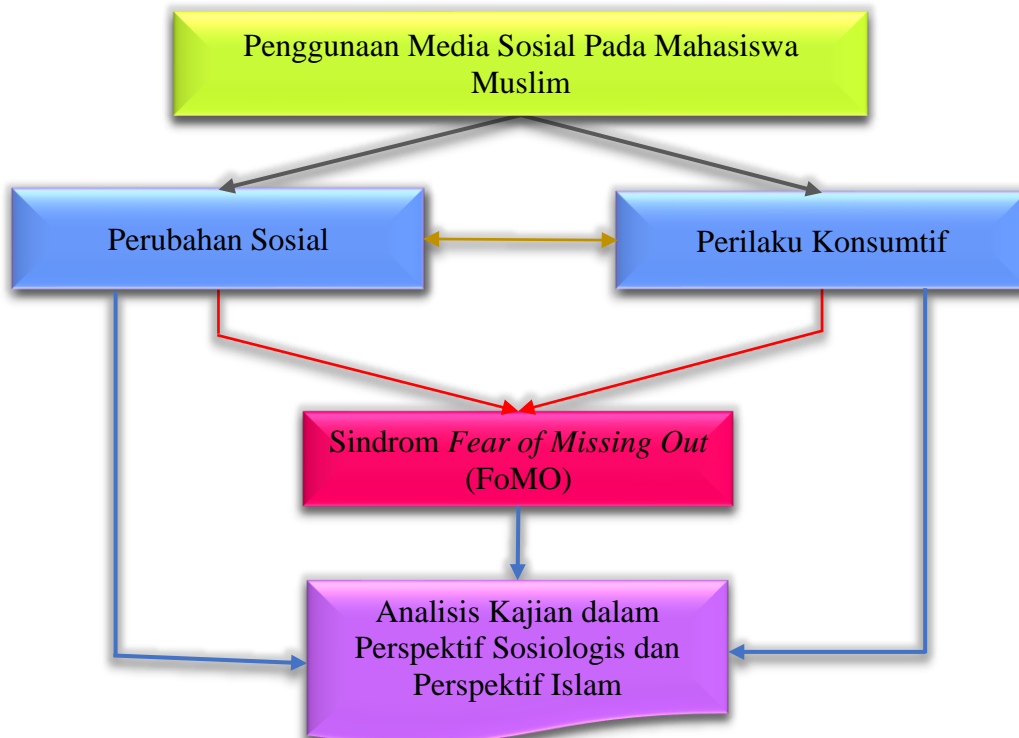 Penggunaan Media Sosial Pada Mahasiswa
Muslim
Perubahan Sosial
Perilaku Konsumtif
Sindrom Fear of Missing Out
(FoMO)
Analisis Kajian dalam
Perspektif Sosiologis dan
Perspektif Islam